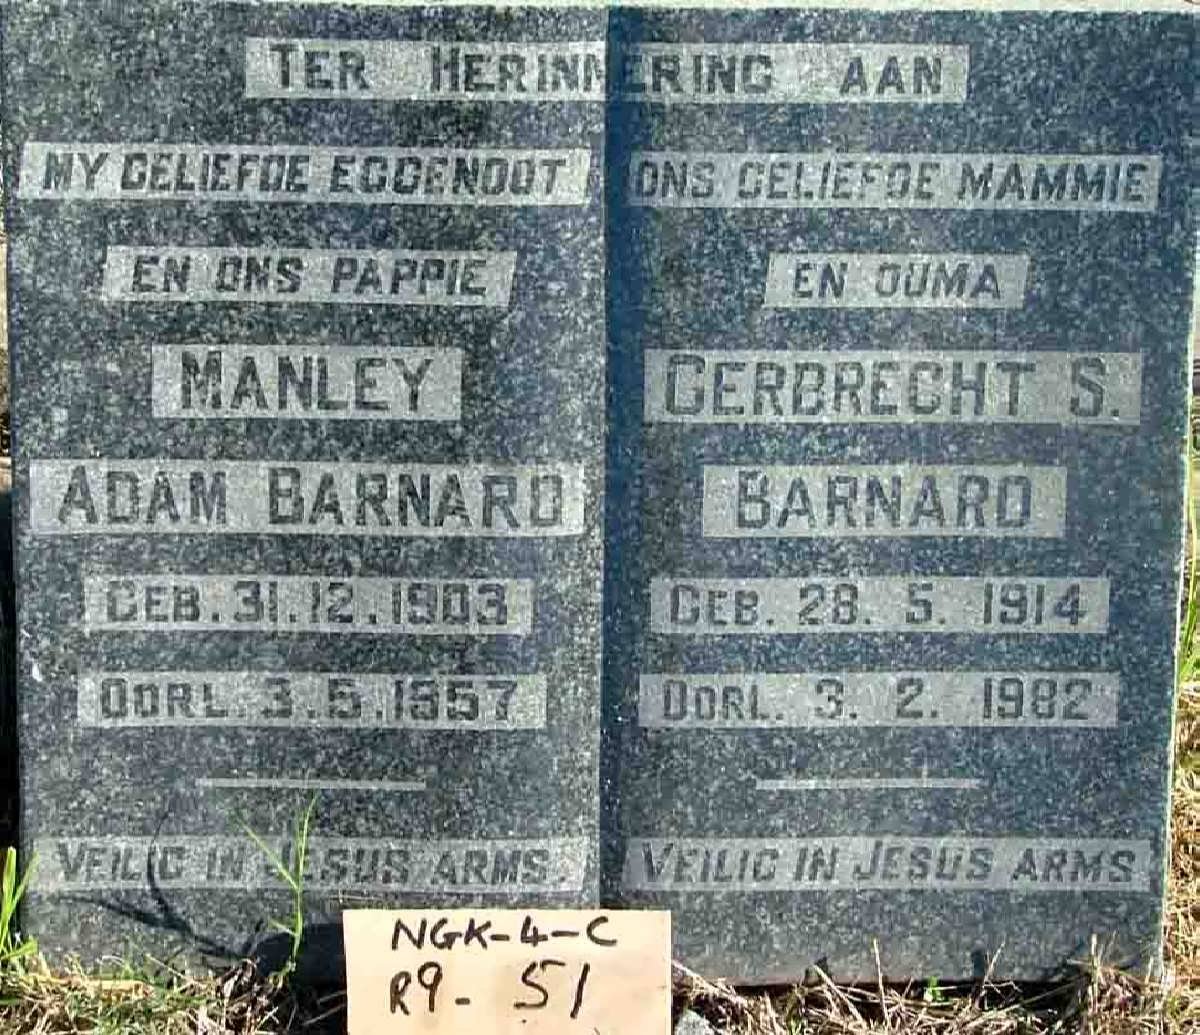 TER HERINNERING AAN
MY GELIEFDE EGGENOOT
EN ONS PAPPIE
MANLEY
ADAM BARNARD
GEB. 31.12.1903
OORL. 3.5.1957
VEILIG IN JESUS ARMS.
ONS GELIEFDE MAMMIE
EN OUMA
GERBRECHT S.
BARNARD
GEB. 28. 5. 1914
OORL. 3. 2. 1982
VEILIG IN JESUS ARMS
NGK-4-C
R9- 51